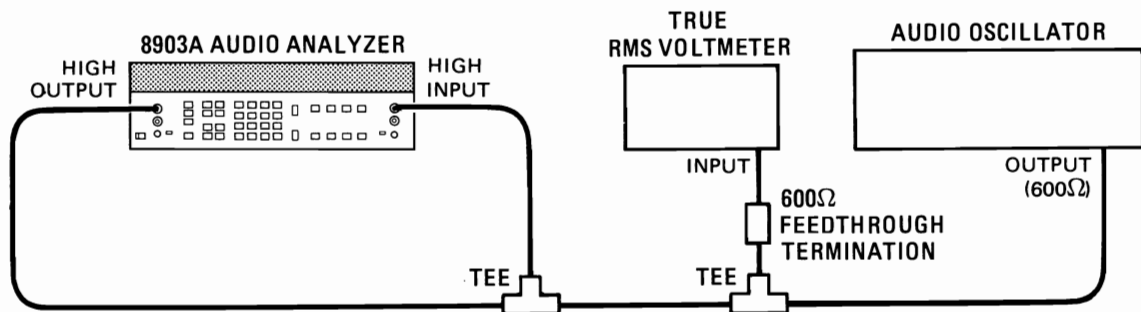 8903A AUDIO ANALYZER
HIGH
OUTPUT
HIGH
INPUT
TRUE
RMS VOLTMETER
AUDIO OSCILLATOR
INPUT
OUTPUT
(600Ω)
600Ω
FEEDTHROUGH
TERMINATION
TEE
TEE